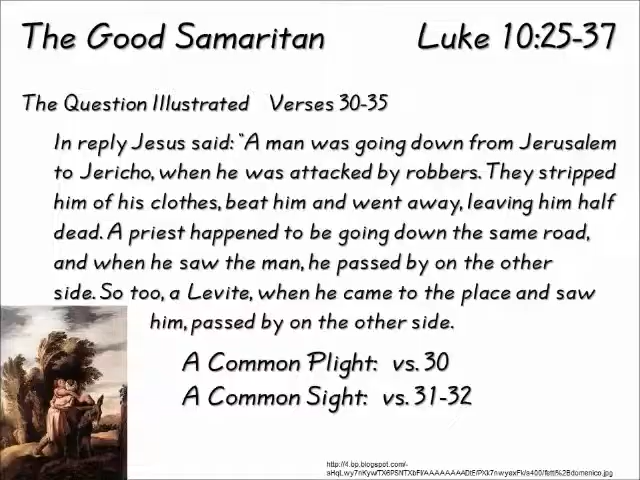 The Good Samaritan Luke 10:25-37
The Question Illustrated Verses 30-35
In reply Jesus said: "A man was going down from Jerusalem
to Jericho, when he was attacked by robbers. They stripped
him of his clothes, beat him and went away, leaving him half
dead. A priest happened to be going down the same road,
and when he saw the man, he passed by on the other
side. So too, a Levite, when he came to the place and saw
him, passed by on the other side.
A Common Plight: vs. 30
A Common Sight: vs. 31-32
http://4.bp.blogspot.com/-